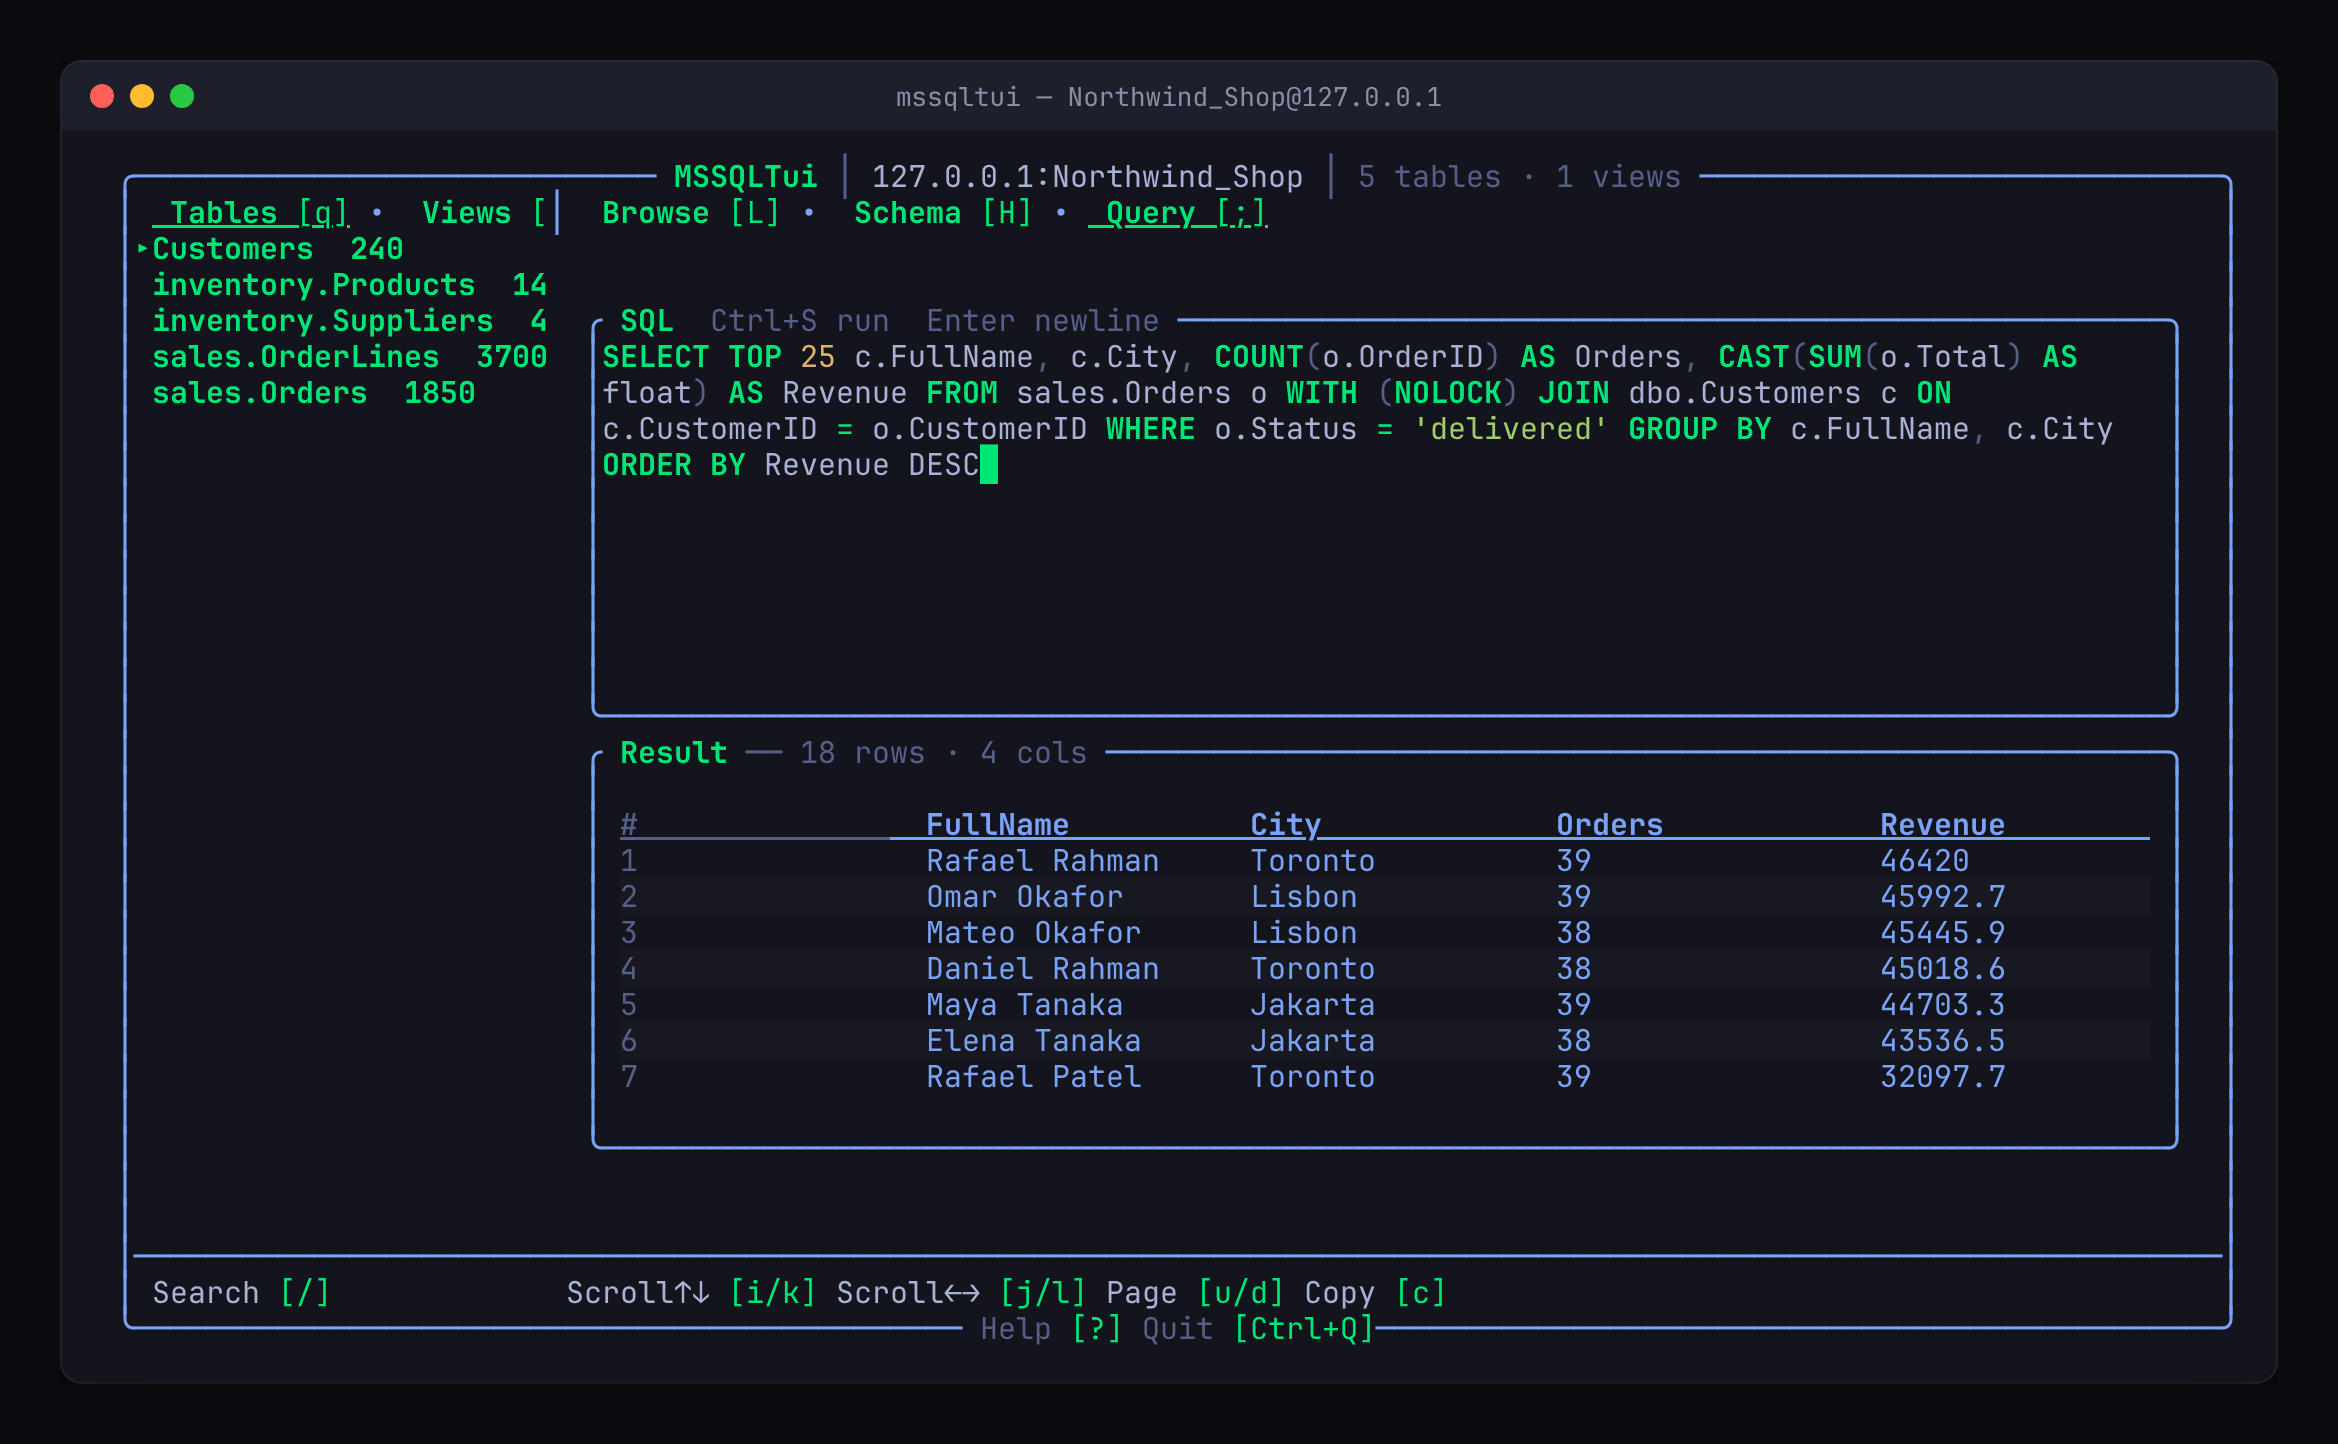 mssqltui — Northwind_Shop@127.0.0.1
MSSQLTui │ 127.0.0.1:Northwind_Shop │ 5 tables · 1 views
Tables [q] • Views [│ Browse [L] • Schema [H] • Query [;]
▸Customers 240
inventory.Products 14
inventory.Suppliers 4
sales.OrderLines 3700
sales.Orders 1850
SQL Ctrl+S run Enter newline
SELECT TOP 25 c.FullName, c.City, COUNT(o.OrderID) AS Orders, CAST(SUM(o.Total) AS
float) AS Revenue FROM sales.Orders o WITH (NOLOCK) JOIN dbo.Customers c ON
c.CustomerID = o.CustomerID WHERE o.Status = 'delivered' GROUP BY c.FullName, c.City
ORDER BY Revenue DESC
Result ── 18 rows · 4 cols
# FullName City Orders Revenue
1 Rafael Rahman Toronto 39 46420
2 Omar Okafor Lisbon 39 45992.7
3 Mateo Okafor Lisbon 38 45445.9
4 Daniel Rahman Toronto 38 45018.6
5 Maya Tanaka Jakarta 39 44703.3
6 Elena Tanaka Jakarta 38 43536.5
7 Rafael Patel Toronto 39 32097.7
Search [/] Scroll↑↓ [i/k] Scroll←→ [j/l] Page [u/d] Copy [c]
Help [?] Quit [Ctrl+Q]